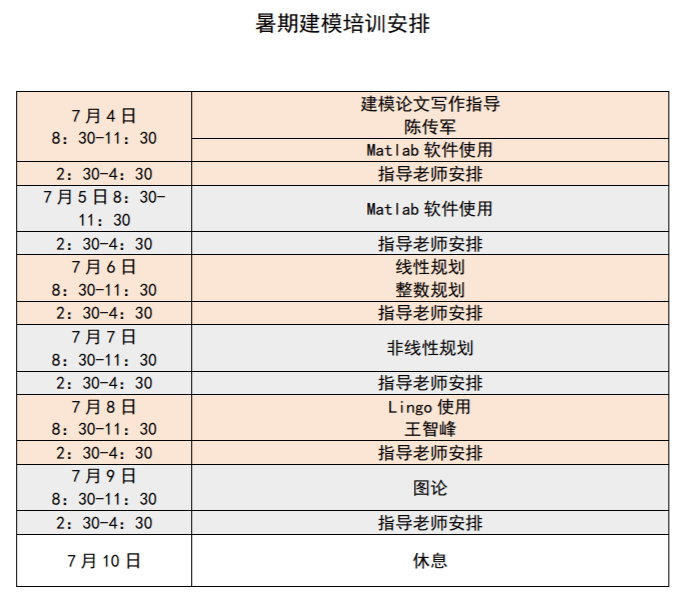 暑期建模培训安排
7月4日
8：30-11：30
建模论文写作指导
陈传军
Matlab 软件使用
2：30-4：30
指导老师安排
7月5日8：30-
11：30
Matlab 软件使用
2：30-4：30
指导老师安排
7月6日
8：30-11：30
线性规划
整数规划
2：30-4：30
指导老师安排
7月7日
8：30-11：30
非线性规划
2：30-4：30
指导老师安排
7月8日
8：30-11：30
Lingo 使用
王智峰
2：30-4：30
指导老师安排
7月9日
8：30-11：30
图论
2：30-4：30
指导老师安排
7月10日
休息